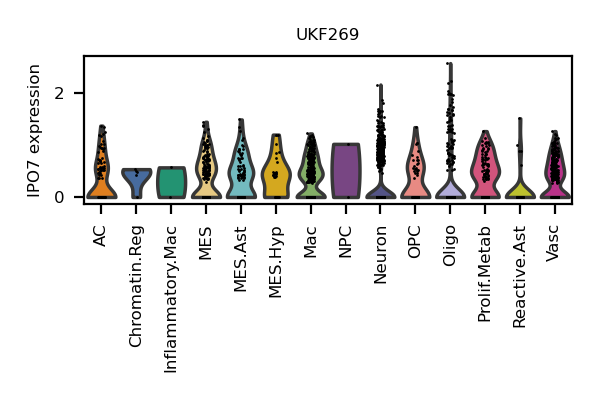 UKF269
IPO7 expression
2
0
AC
Chromatin.Reg
Inflammatory.Mac
MES
MES.Ast
MES.Hyp
Mac
NPC
Neuron
OPC
Oligo
Prolif.Metab
Reactive.Ast
Vasc